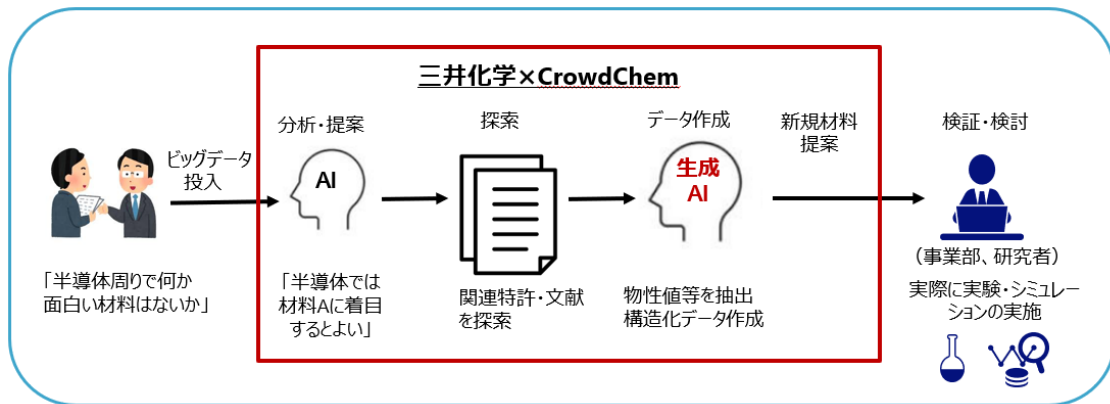 三井化学×CrowdChem
ビッグデータ
投入
「半導体周りで何か
面白い材料はないか」
分析・提案
AI
「半導体では
材料Aに着目
するとよい」
探索
関連特許・文献
を探索
データ作成
生成
AI
物性値等を抽出
構造化データ作成
新規材料
提案
検証・検討
（事業部、研究者）
実際に実験・シミュレー
ションの実施